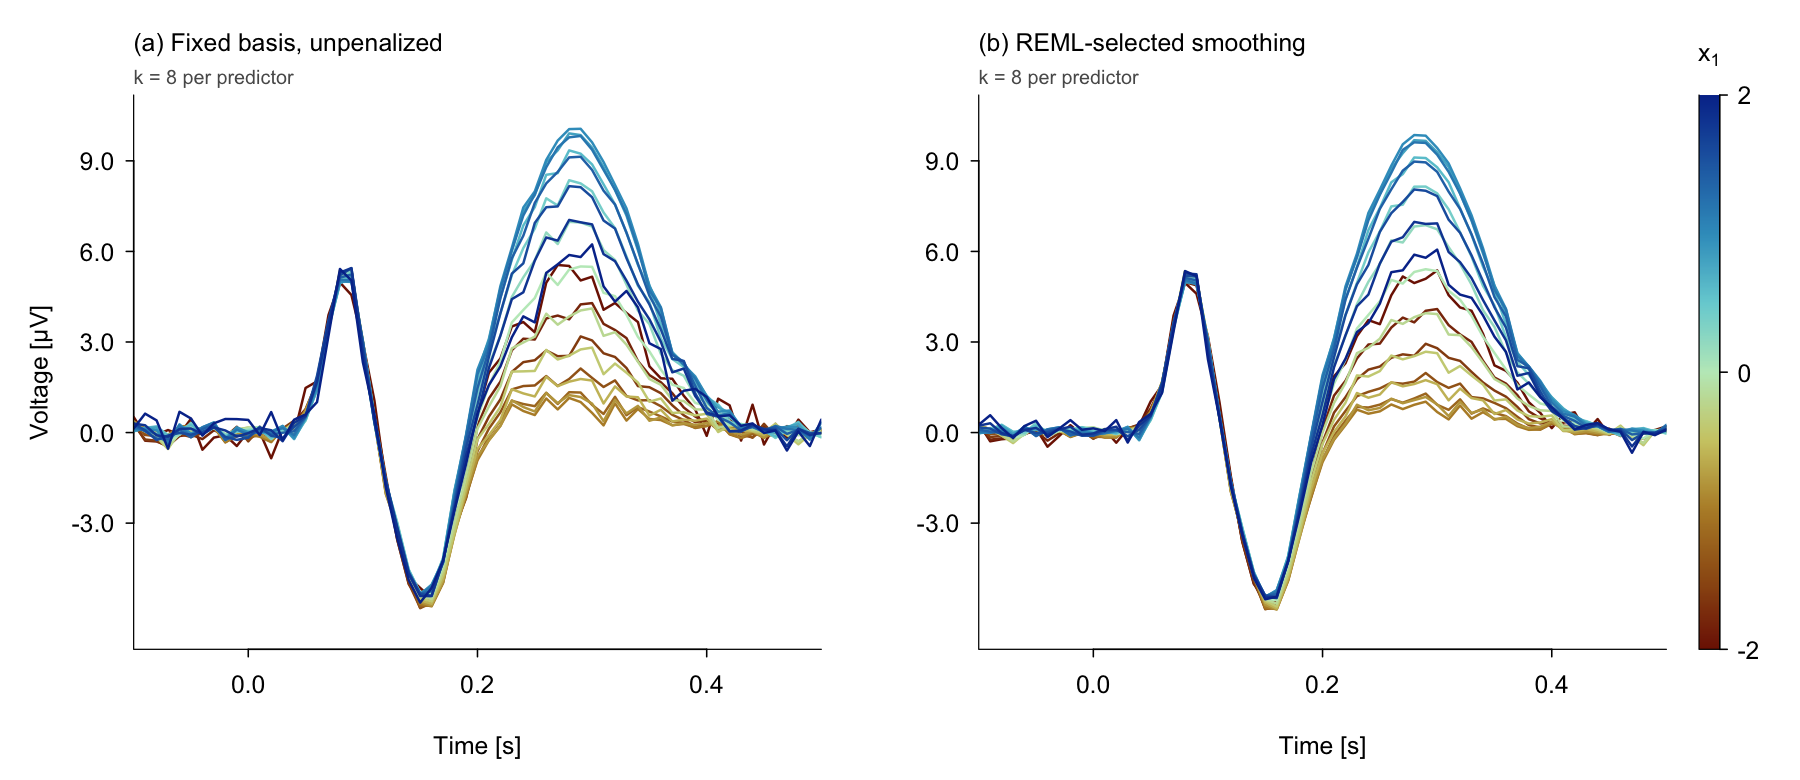 (a) Fixed basis, unpenalized
k = 8 per predictor
9.0
6.0
3.0
0.0
-3.0
Voltage [µV]
0.0
0.2
0.4
Time [s]
(b) REML-selected smoothing
k = 8 per predictor
9.0
6.0
3.0
0.0
-3.0
0.0
0.2
0.4
Time [s]
x₁
2
0
-2